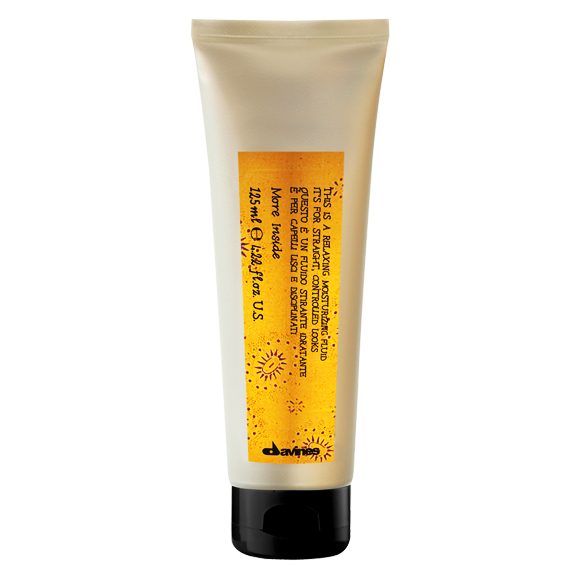 THIS IS A RELAXING MOISTURIZING FLUID
IT'S FOR STRAIGHT, CONTROLLED LOOKS
QUESTO È UN FLUIDO STIRANTE IDRATANTE
È PER CAPELLI LISCI E DISCIPLINATI
More Inside
125 ml ℮ 4.22 fl oz U.S.
davines